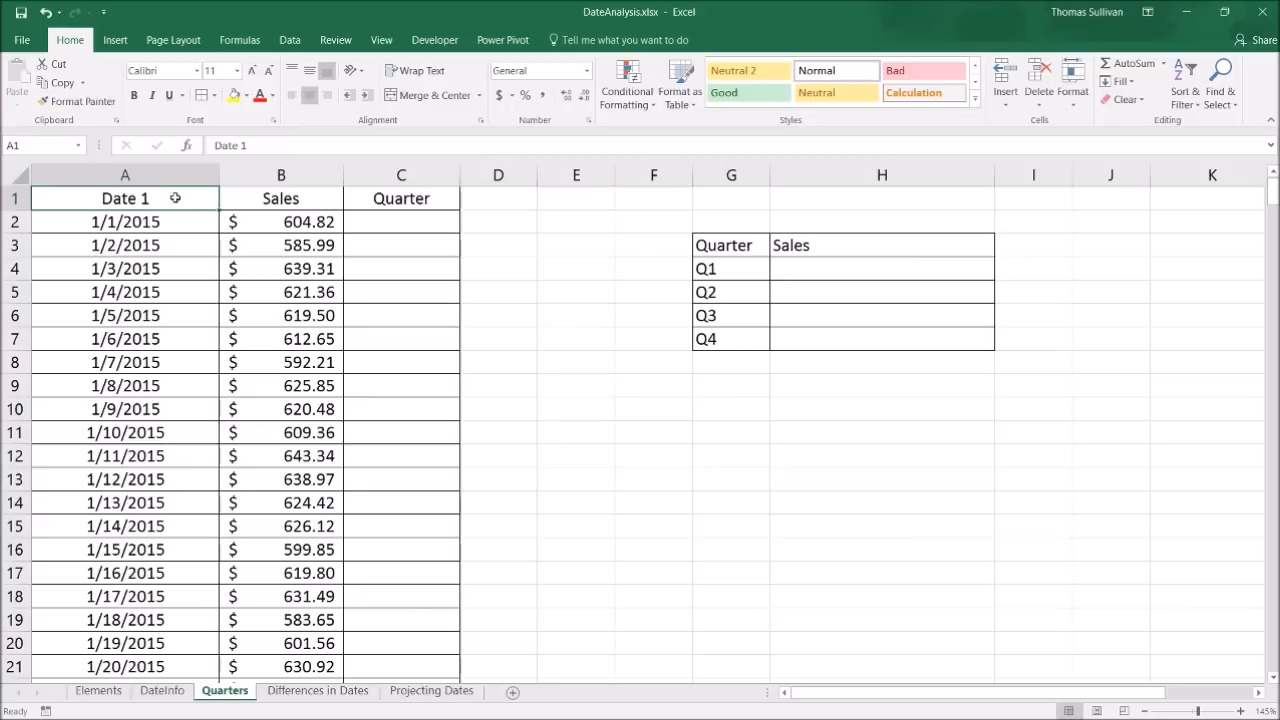 DateAnalysis.xlsx - Excel
Thomas Sullivan
File Home Insert Page Layout Formulas Data Review View Developer Power Pivot Tell me what you want to do Share
Paste
Cut
Copy
Format Painter
Clipboard
Calibri 11
B I U
Font
Wrap Text
Merge & Center
Alignment
General
$ % ,
Number
Conditional Formatting
Format as Table
Neutral 2 Normal Bad
Good Neutral Calculation
Styles
Insert Delete Format
Cells
AutoSum
Fill
Clear
Sort & Filter
Find & Select
Editing
A1 fx Date 1
A B C D E F G H I J K
1 Date 1 Sales Quarter
2 1/1/2015 $ 604.82
3 1/2/2015 $ 585.99 Quarter Sales
4 1/3/2015 $ 639.31 Q1
5 1/4/2015 $ 621.36 Q2
6 1/5/2015 $ 619.50 Q3
7 1/6/2015 $ 612.65 Q4
8 1/7/2015 $ 592.21
9 1/8/2015 $ 625.85
10 1/9/2015 $ 620.48
11 1/10/2015 $ 609.36
12 1/11/2015 $ 643.34
13 1/12/2015 $ 638.97
14 1/13/2015 $ 624.42
15 1/14/2015 $ 626.12
16 1/15/2015 $ 599.85
17 1/16/2015 $ 619.80
18 1/17/2015 $ 631.49
19 1/18/2015 $ 583.65
20 1/19/2015 $ 601.56
21 1/20/2015 $ 630.92
Elements DateInfo Quarters Differences in Dates Projecting Dates
Ready 145%